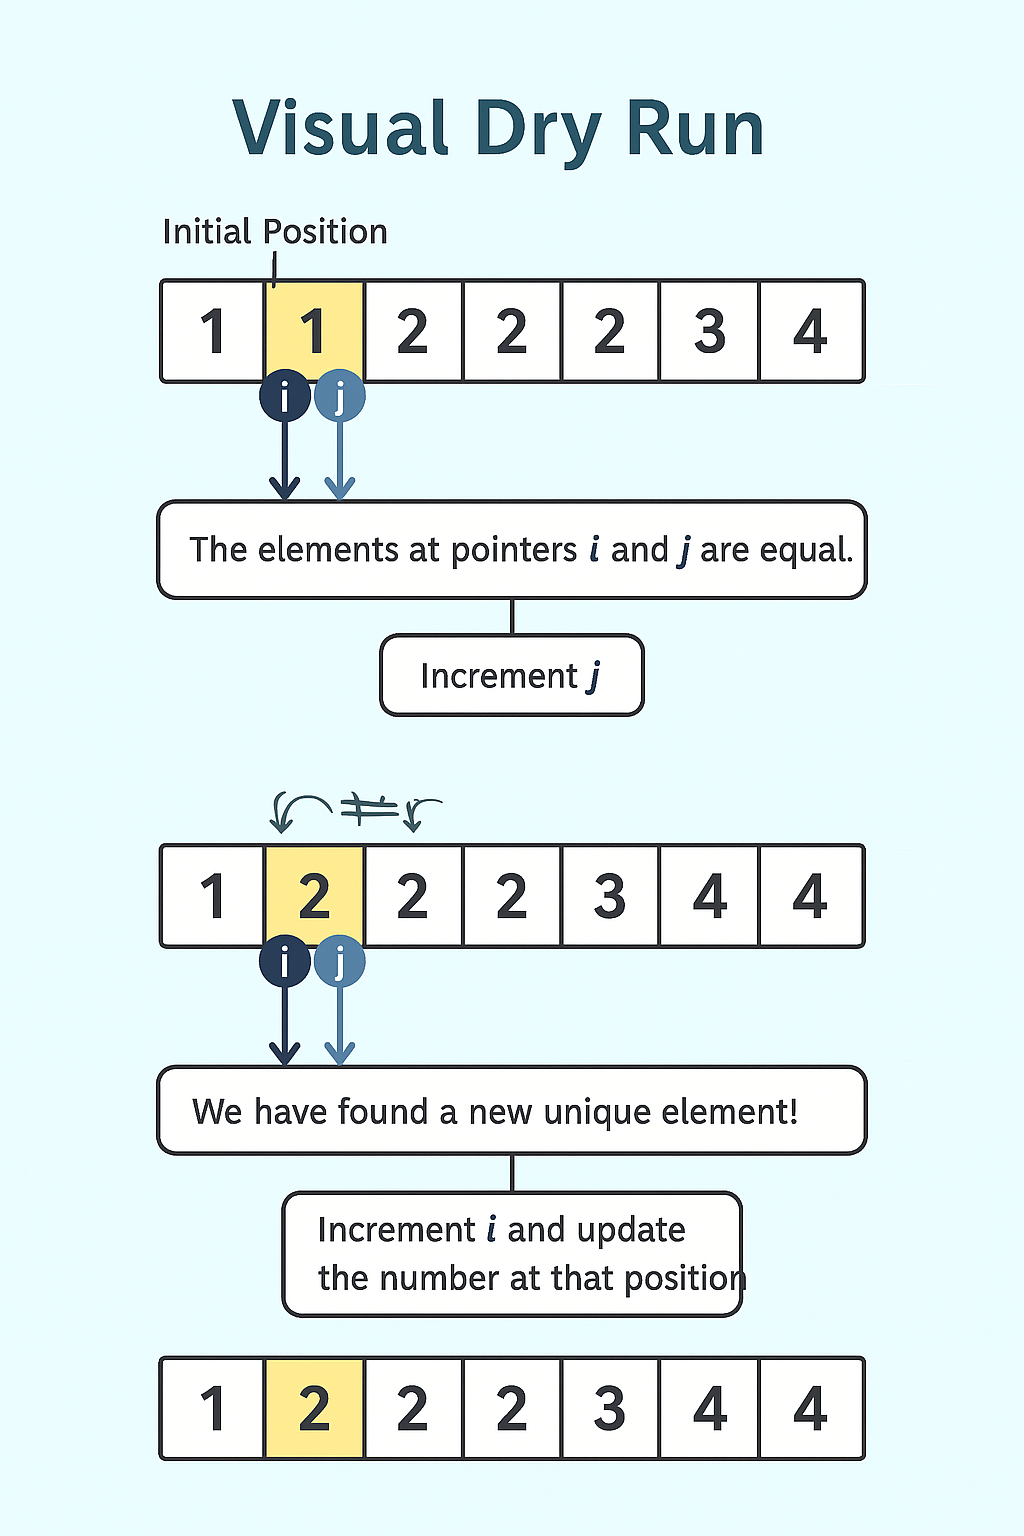 Visual Dry Run
Initial Position
1 1 2 2 2 3 4
i j
The elements at pointers i and j are equal.
Increment j
≠
1 2 2 2 3 4 4
i j
We have found a new unique element!
Increment i and update
the number at that position
1 2 2 2 3 4 4